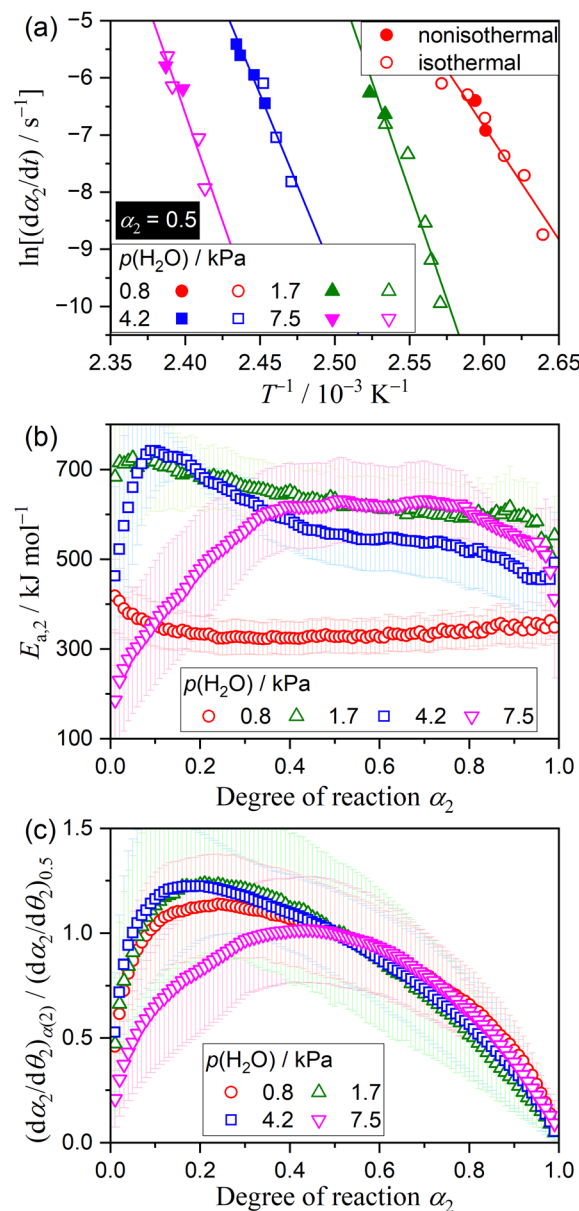 (a)
nonisothermal
isothermal
-5
-6
-7
-8
-9
-10
ln[(dα₂/dt) / s⁻¹]
α₂ = 0.5
p(H₂O) / kPa
0.8 1.7
4.2 7.5
2.35 2.40 2.45 2.50 2.55 2.60 2.65
T⁻¹ / 10⁻³ K⁻¹
(b)
700
500
300
100
Eₐ,₂ / kJ mol⁻¹
p(H₂O) / kPa
0.8 1.7 4.2 7.5
0.0 0.2 0.4 0.6 0.8 1.0
Degree of reaction α₂
(c)
1.5
1.0
0.5
0.0
(dα₂/dθ₂)α(2) / (dα₂/dθ₂)0.5
p(H₂O) / kPa
0.8 1.7
4.2 7.5
0.0 0.2 0.4 0.6 0.8 1.0
Degree of reaction α₂